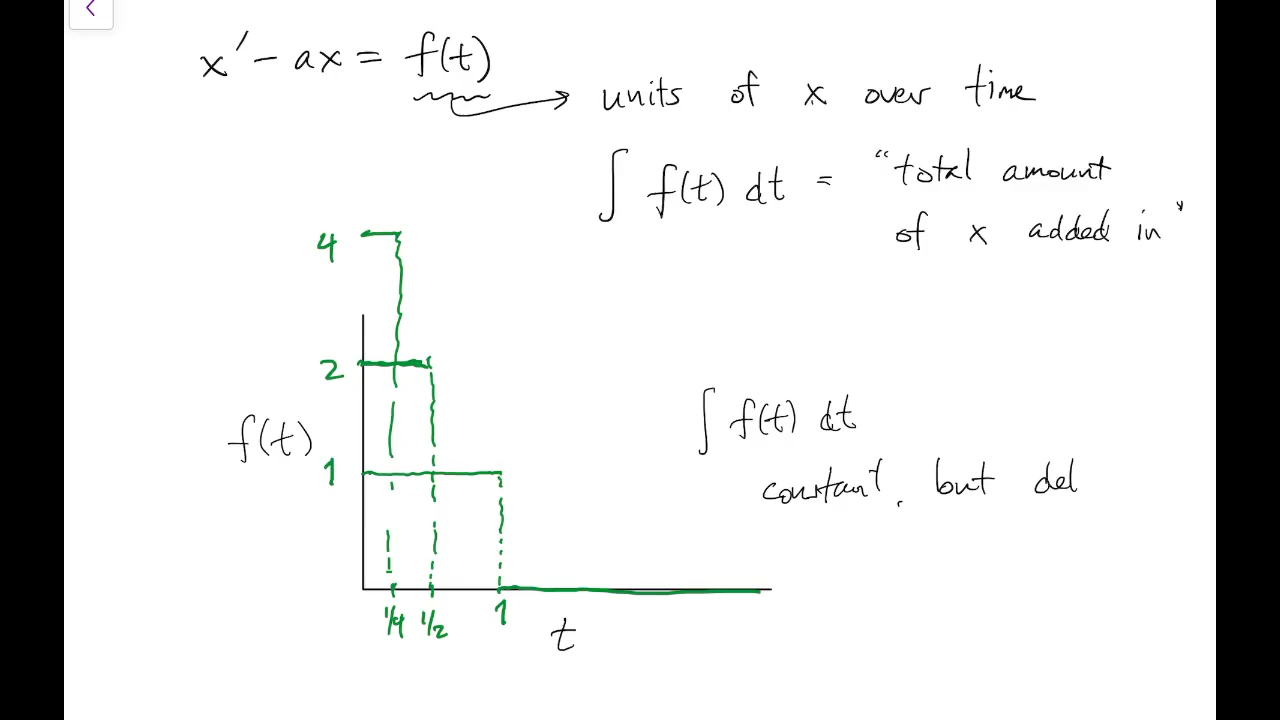 x' - ax = f(t)
units of x over time
∫ f(t) dt = "total amount
of x added in"
4
2
f(t)
1
1/4 1/2 1
t
∫ f(t) dt
constant, but del